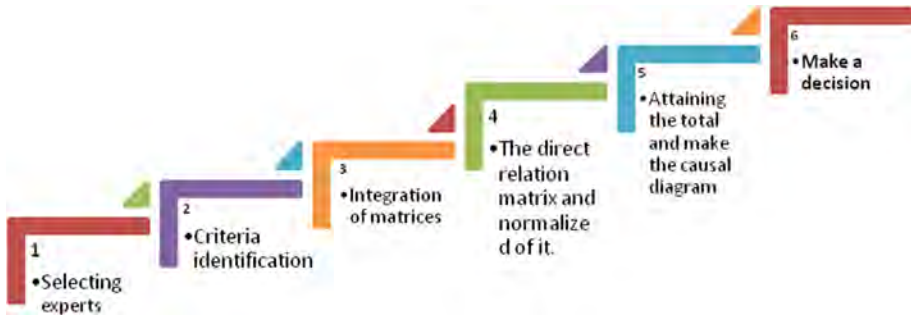 1
•Selecting
experts
2
•Criteria
identification
3
•Integration
of matrices
4
•The direct
relation
matrix and
normalize
d of it.
5
•Attaining
the total
and make
the causal
diagram
6
•Make a
decision